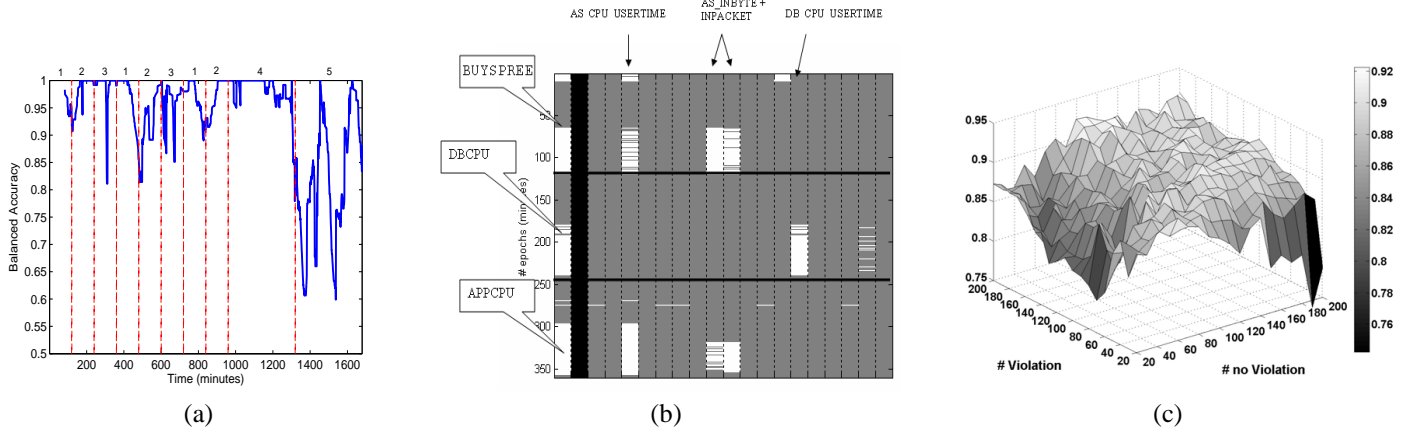 1 2 3 1 2 3 1 2 4 5
1
0.95
0.9
0.85
0.8
0.75
0.7
0.65
0.6
0.55
0.5
Balanced Accuracy
200 400 600 800 1000 1200 1400 1600
Time (minutes)
(a)
AS CPU USERTIME
AS_INBYTE +
INPACKET
DB CPU USERTIME
BUYSPREE
DBCPU
APPCPU
100
150
200
250
300
350
# epochs
(b)
0.95
0.9
0.85
0.8
0.75
200 180 160 140 120 100 80 60 40 20
# Violation
20 40 60 80 100 120 140 160 180 200
# no Violation
0.92
0.9
0.88
0.86
0.84
0.82
0.8
0.78
0.76
(c)